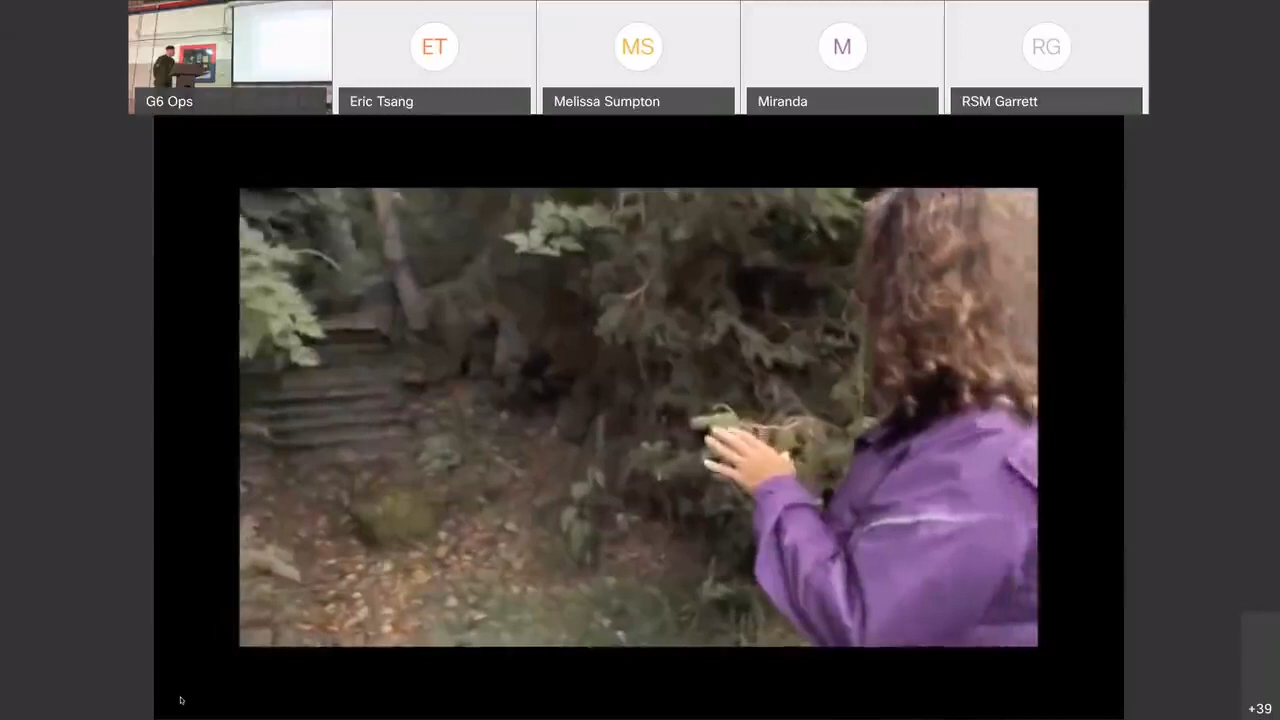 ET
MS
M
RG
G6 Ops
Eric Tsang
Melissa Sumpton
Miranda
RSM Garrett
+39